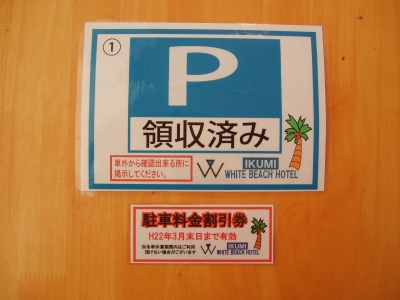 ①
P
領収済み
車外から確認出来る所に
掲示してください。
IKUMI
WHITE BEACH HOTEL
駐車料金割引券
H22年3月末日まで有効
IKUMI
WHITE BEACH HOTEL